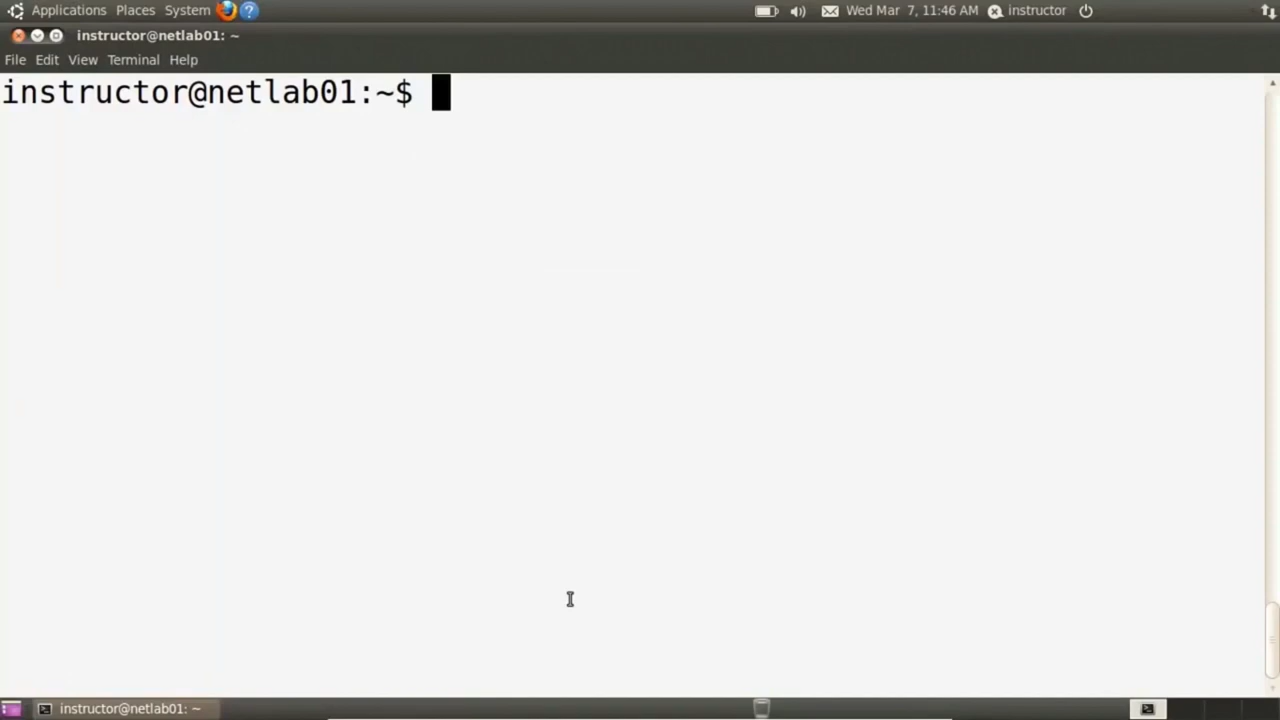 Applications Places System Wed Mar 7, 11:46 AM instructor
instructor@netlab01: ~
File Edit View Terminal Help
instructor@netlab01:~$
instructor@netlab01: ~